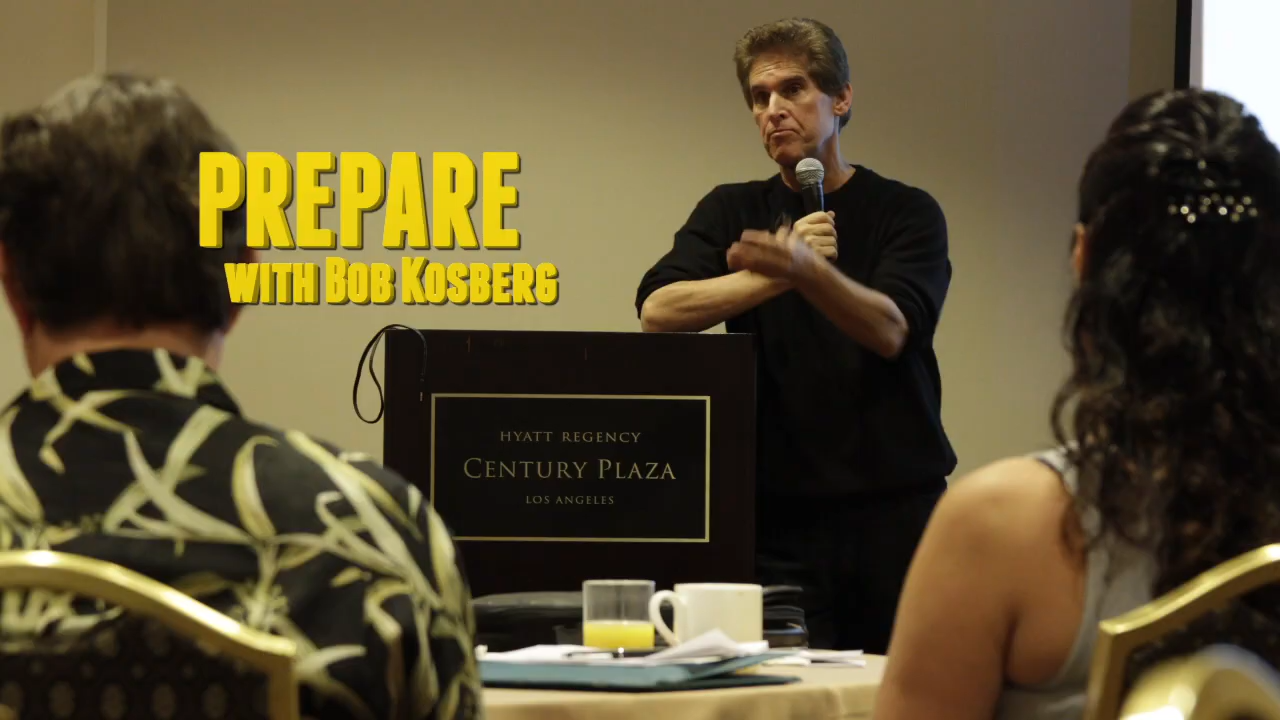 PREPARE
WITH BOB KOSBERG
HYATT REGENCY
CENTURY PLAZA
LOS ANGELES